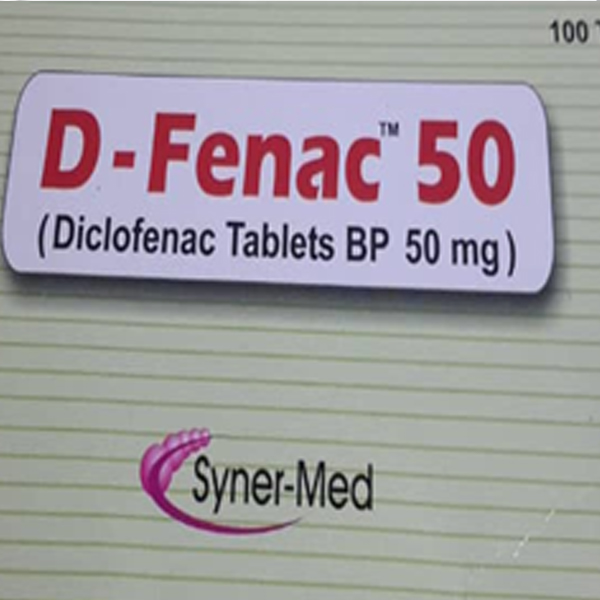 100
D-Fenac™ 50
(Diclofenac Tablets BP 50 mg)
Syner-Med